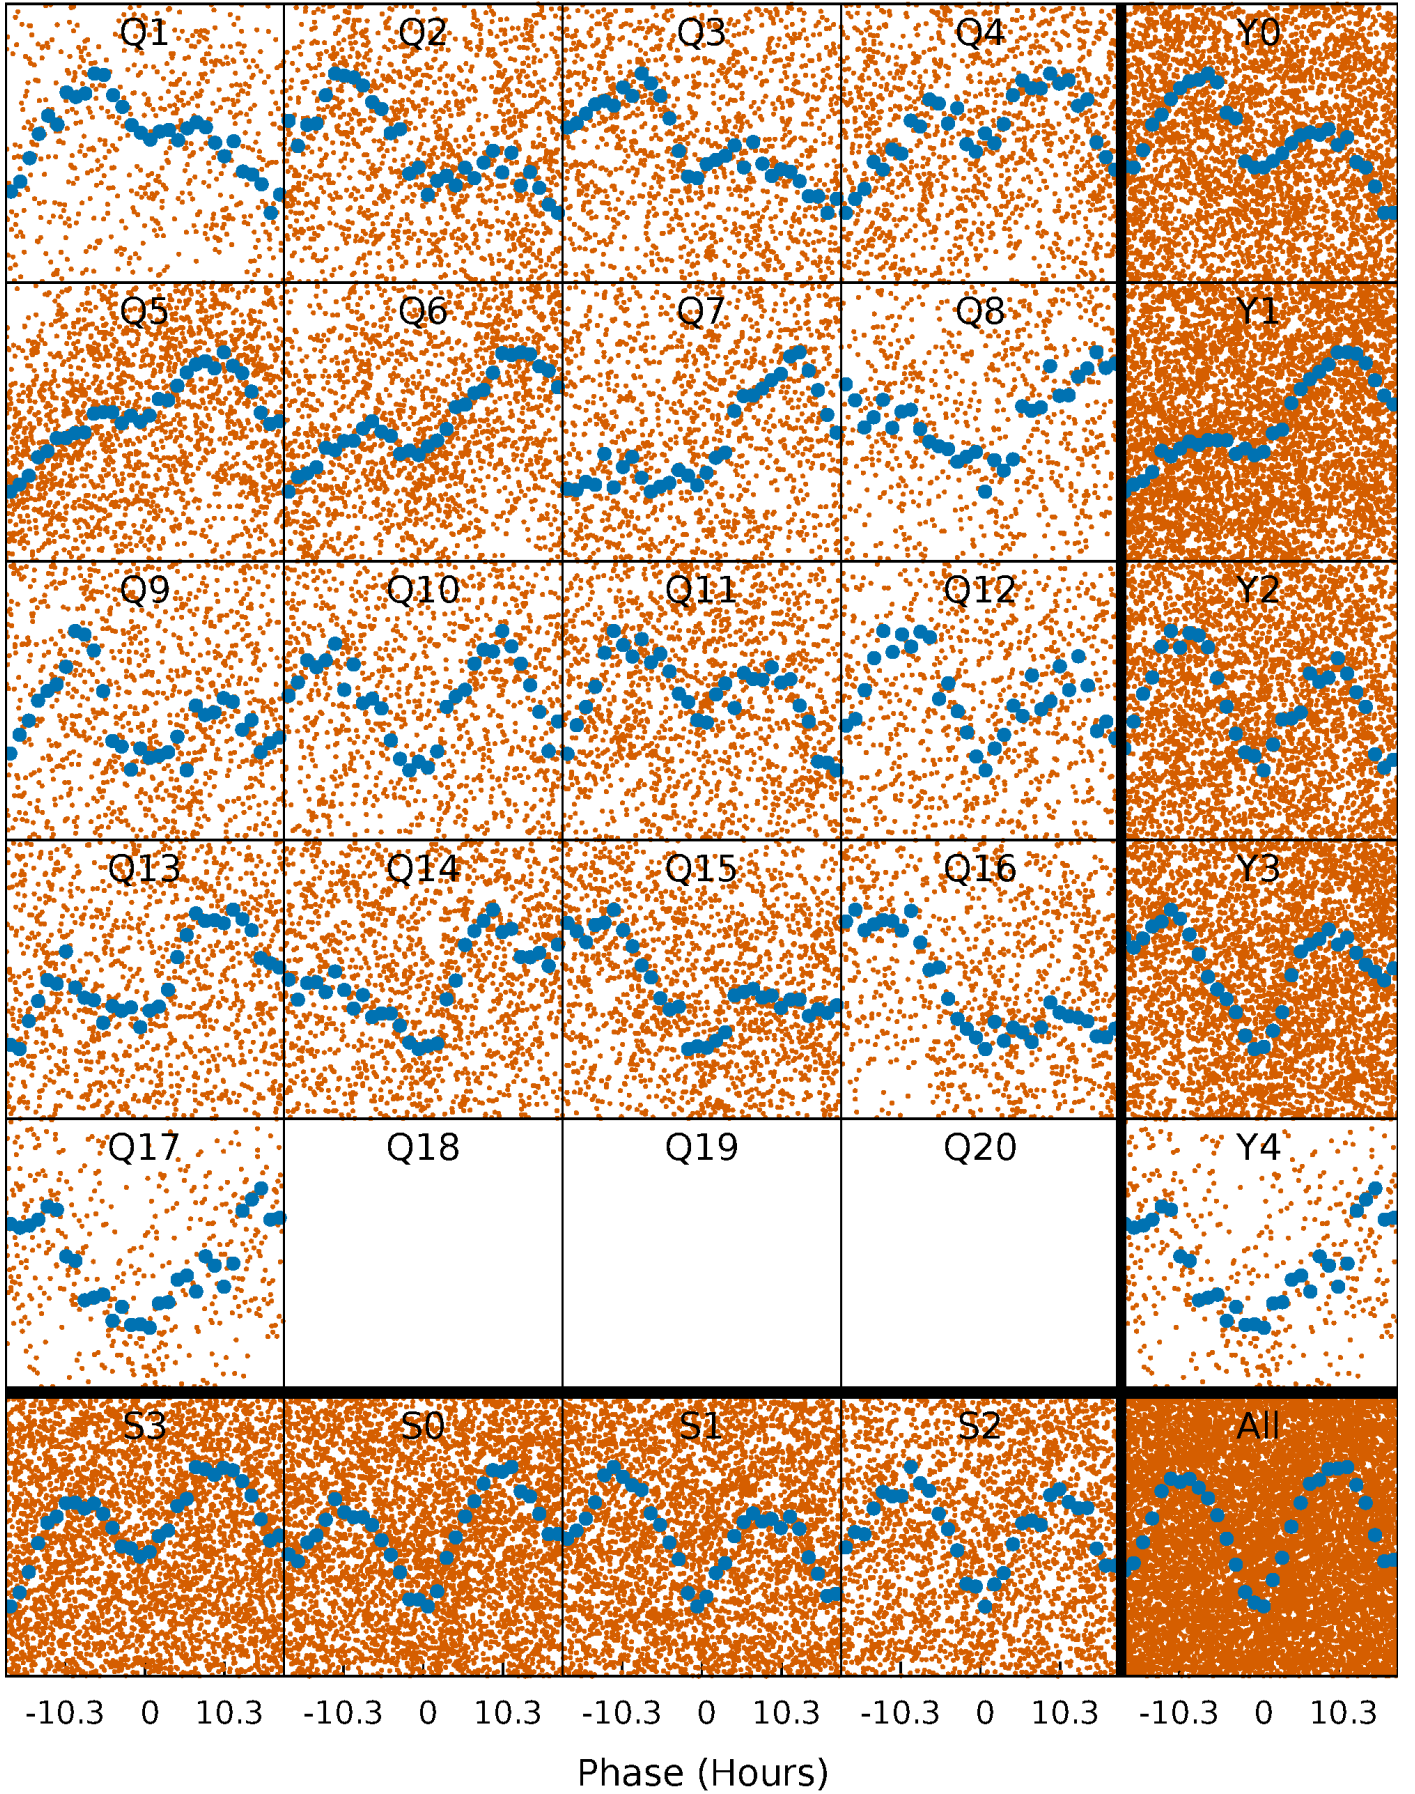 Q1 Q2 Q3 Q4 Y0
Q5 Q6 Q7 Q8 Y1
Q9 Q10 Q11 Q12 Y2
Q13 Q14 Q15 Q16 Y3
Q17 Q18 Q19 Q20 Y4
S3 S0 S1 S2 All
-10.3 0 10.3 -10.3 0 10.3 -10.3 0 10.3 -10.3 0 10.3 -10.3 0 10.3
Phase (Hours)